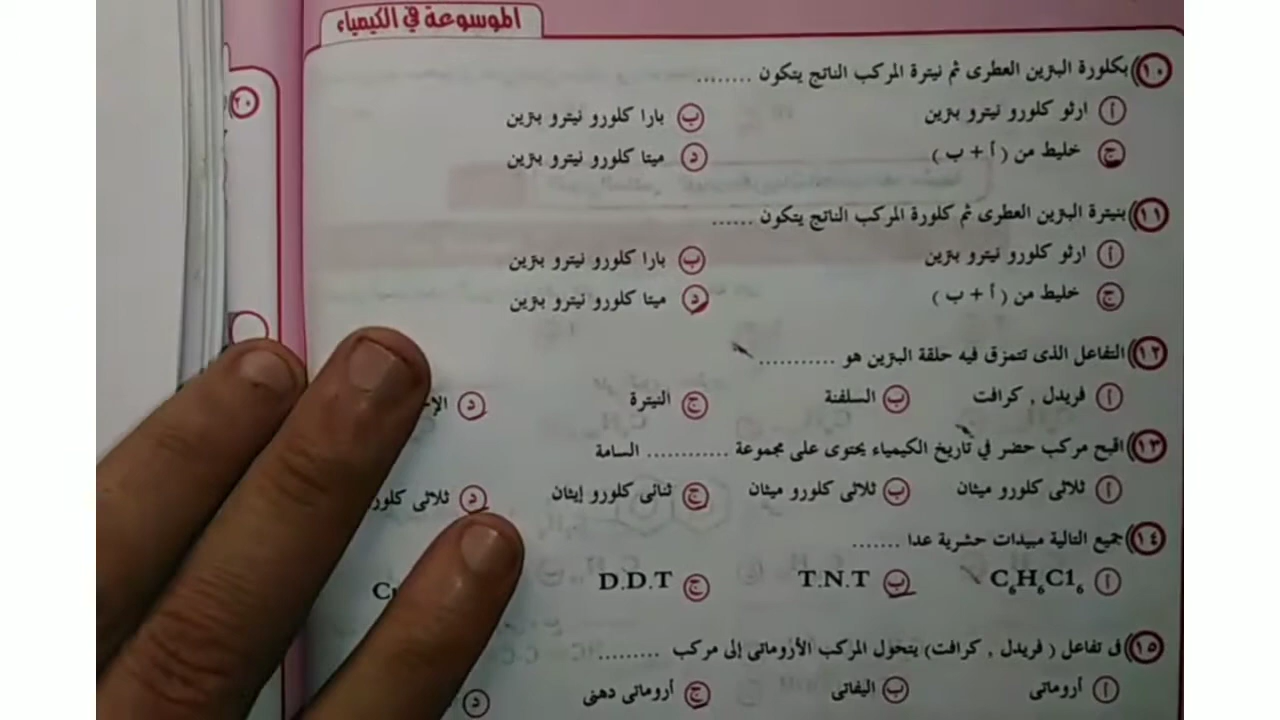 الموسوعة في الكيمياء
١٠) بكلورة البنزين العطرى ثم نيترة المركب الناتج يتكون ........
أ ارثو كلورو نيترو بنزين ب بارا كلورو نيترو بنزين
ج خليط من ( أ + ب ) د ميتا كلورو نيترو بنزين
١١) بنيترة البنزين العطرى ثم كلورة المركب الناتج يتكون ......
أ ارثو كلورو نيترو بنزين ب بارا كلورو نيترو بنزين
ج خليط من ( أ + ب ) د ميتا كلورو نيترو بنزين
١٢) التفاعل الذى تتمزق فيه حلقة البنزين هو ...........
أ فريدل , كرافت ب السلفنة ج النيترة د
١٣) اقبح مركب حضر في تاريخ الكيمياء يحتوى على مجموعة ............ السامة
أ ثلاثى كلورو ميثان ب ثلاثى كلورو ميثان ج ثنائى كلورو إيثان د ثلاثى
١٤) جميع التالية مبيدات حشرية عدا .......
أ C₆H₆Cl₆ ب T.N.T ج D.D.T
١٥) فى تفاعل ( فريدل , كرافت) يتحول المركب الأروماتى إلى مركب .........
أ أروماتى ب اليفاتى ج أروماتى دهنى د
٢٠